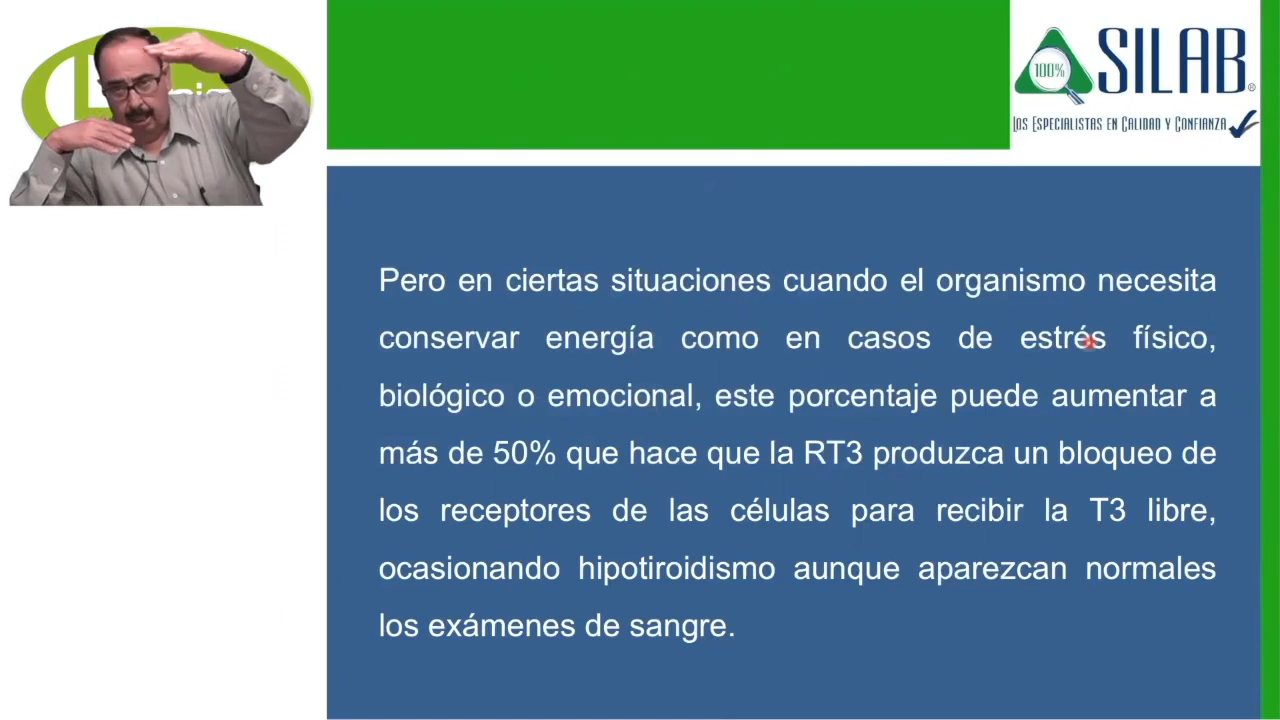 100%
SILAB
LOS ESPECIALISTAS EN CALIDAD Y CONFIANZA
Pero en ciertas situaciones cuando el organismo necesita
conservar energía como en casos de estrés físico,
biológico o emocional, este porcentaje puede aumentar a
más de 50% que hace que la RT3 produzca un bloqueo de
los receptores de las células para recibir la T3 libre,
ocasionando hipotiroidismo aunque aparezcan normales
los exámenes de sangre.